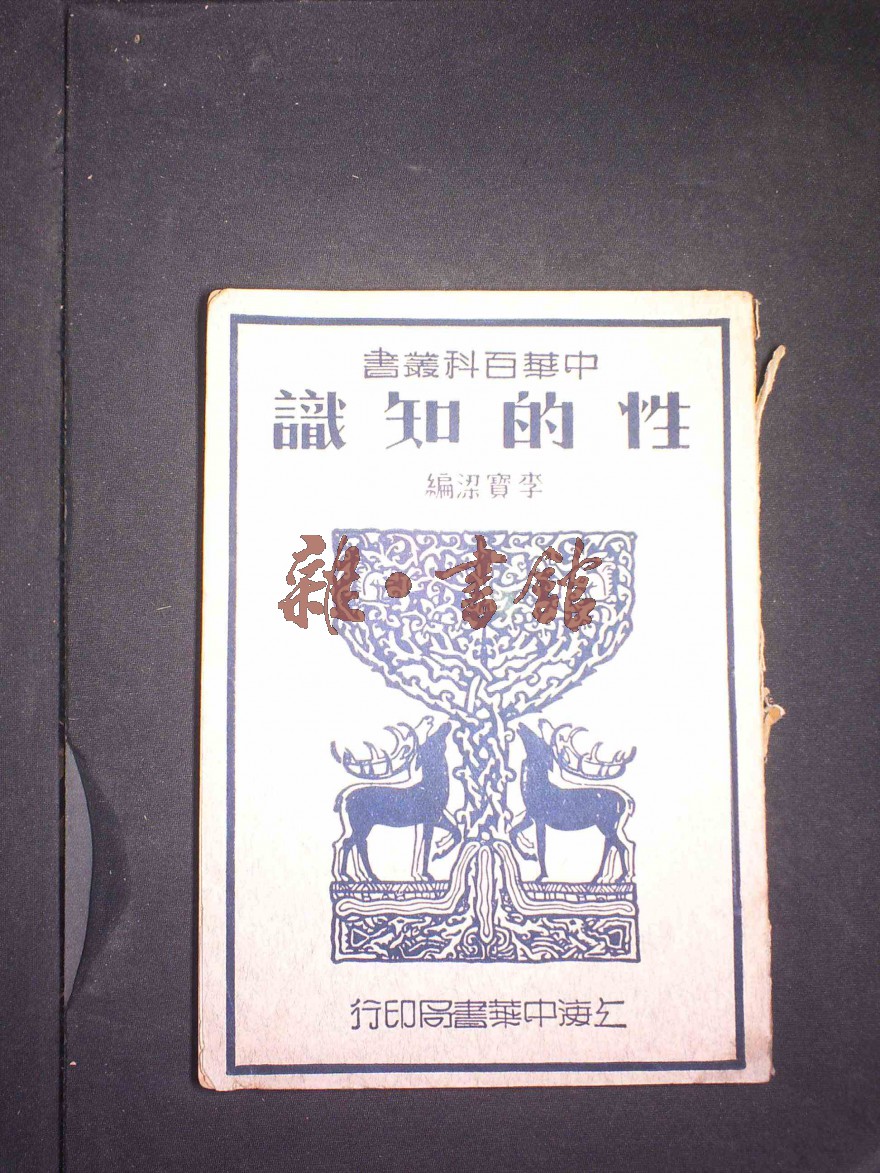 中華百科叢書
性的知識
李寶梁編
雜·書館
上海中華書局印行